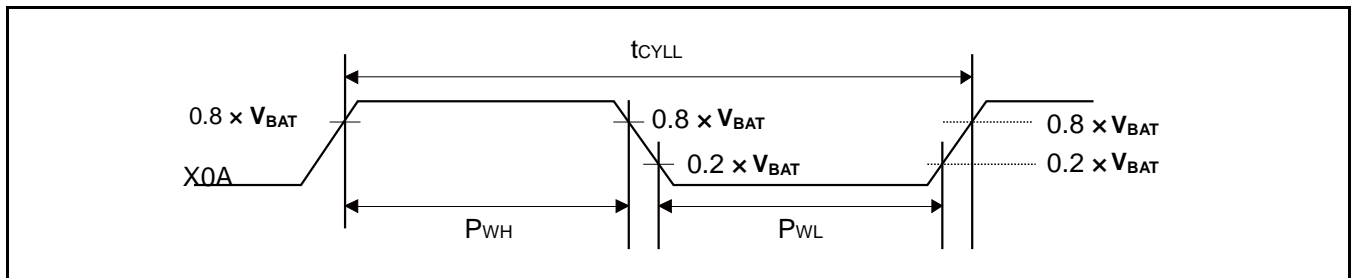 tCYLL
0.8 × VBAT
0.8 × VBAT
0.8 × VBAT
0.2 × VBAT
0.2 × VBAT
X0A
PWH
PWL